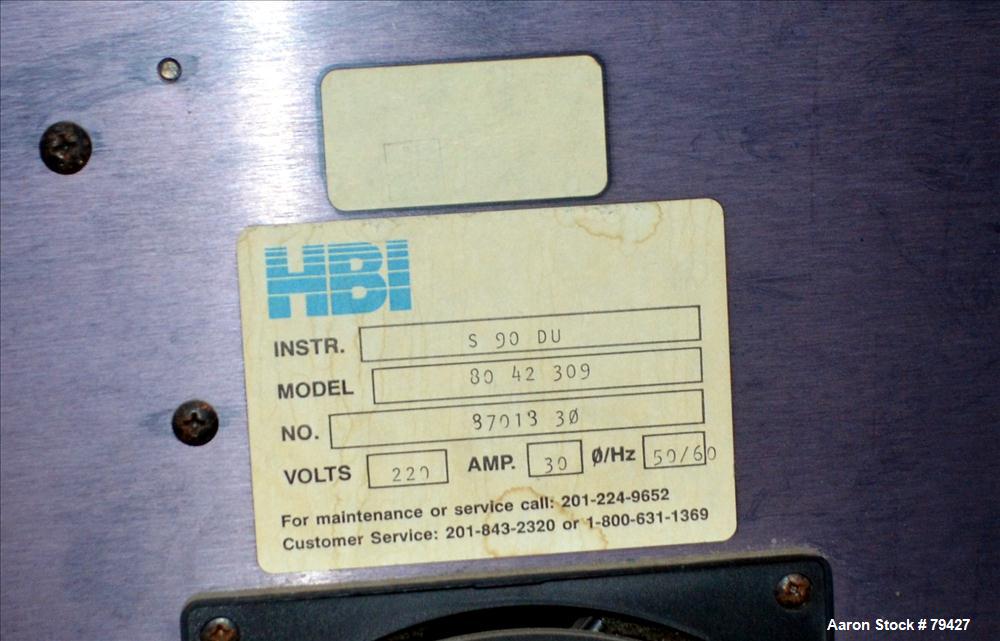 HBI
INSTR. S 90 DU
MODEL 80 42 309
NO. 87013 30
VOLTS 220 AMP. 30 Ø/Hz 50/60
For maintenance or service call: 201-224-9652
Customer Service: 201-843-2320 or 1-800-631-1369
Aaron Stock # 79427